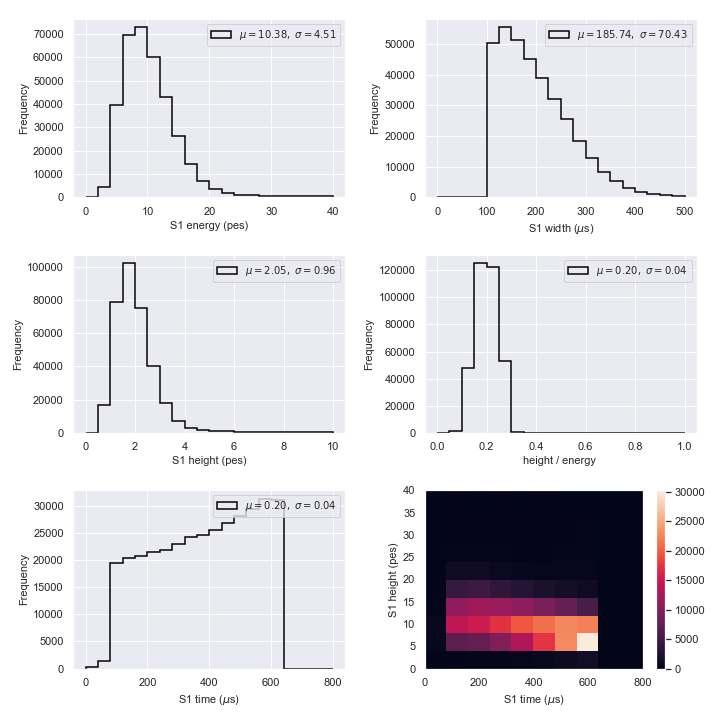 μ = 10.38, σ = 4.51
70000
60000
50000
40000
30000
20000
10000
0
Frequency
0 10 20 30 40
S1 energy (pes)
μ = 185.74, σ = 70.43
50000
40000
30000
20000
10000
0
Frequency
0 100 200 300 400 500
S1 width (μs)
μ = 2.05, σ = 0.96
100000
80000
60000
40000
20000
0
Frequency
0 2 4 6 8 10
S1 height (pes)
μ = 0.20, σ = 0.04
120000
100000
80000
60000
40000
20000
0
Frequency
0.0 0.2 0.4 0.6 0.8 1.0
height / energy
μ = 0.20, σ = 0.04
30000
25000
20000
15000
10000
5000
0
Frequency
0 200 400 600 800
S1 time (μs)
40
35
30
25
20
15
10
5
0
S1 height (pes)
0 200 400 600 800
S1 time (μs)
30000
25000
20000
15000
10000
5000
0